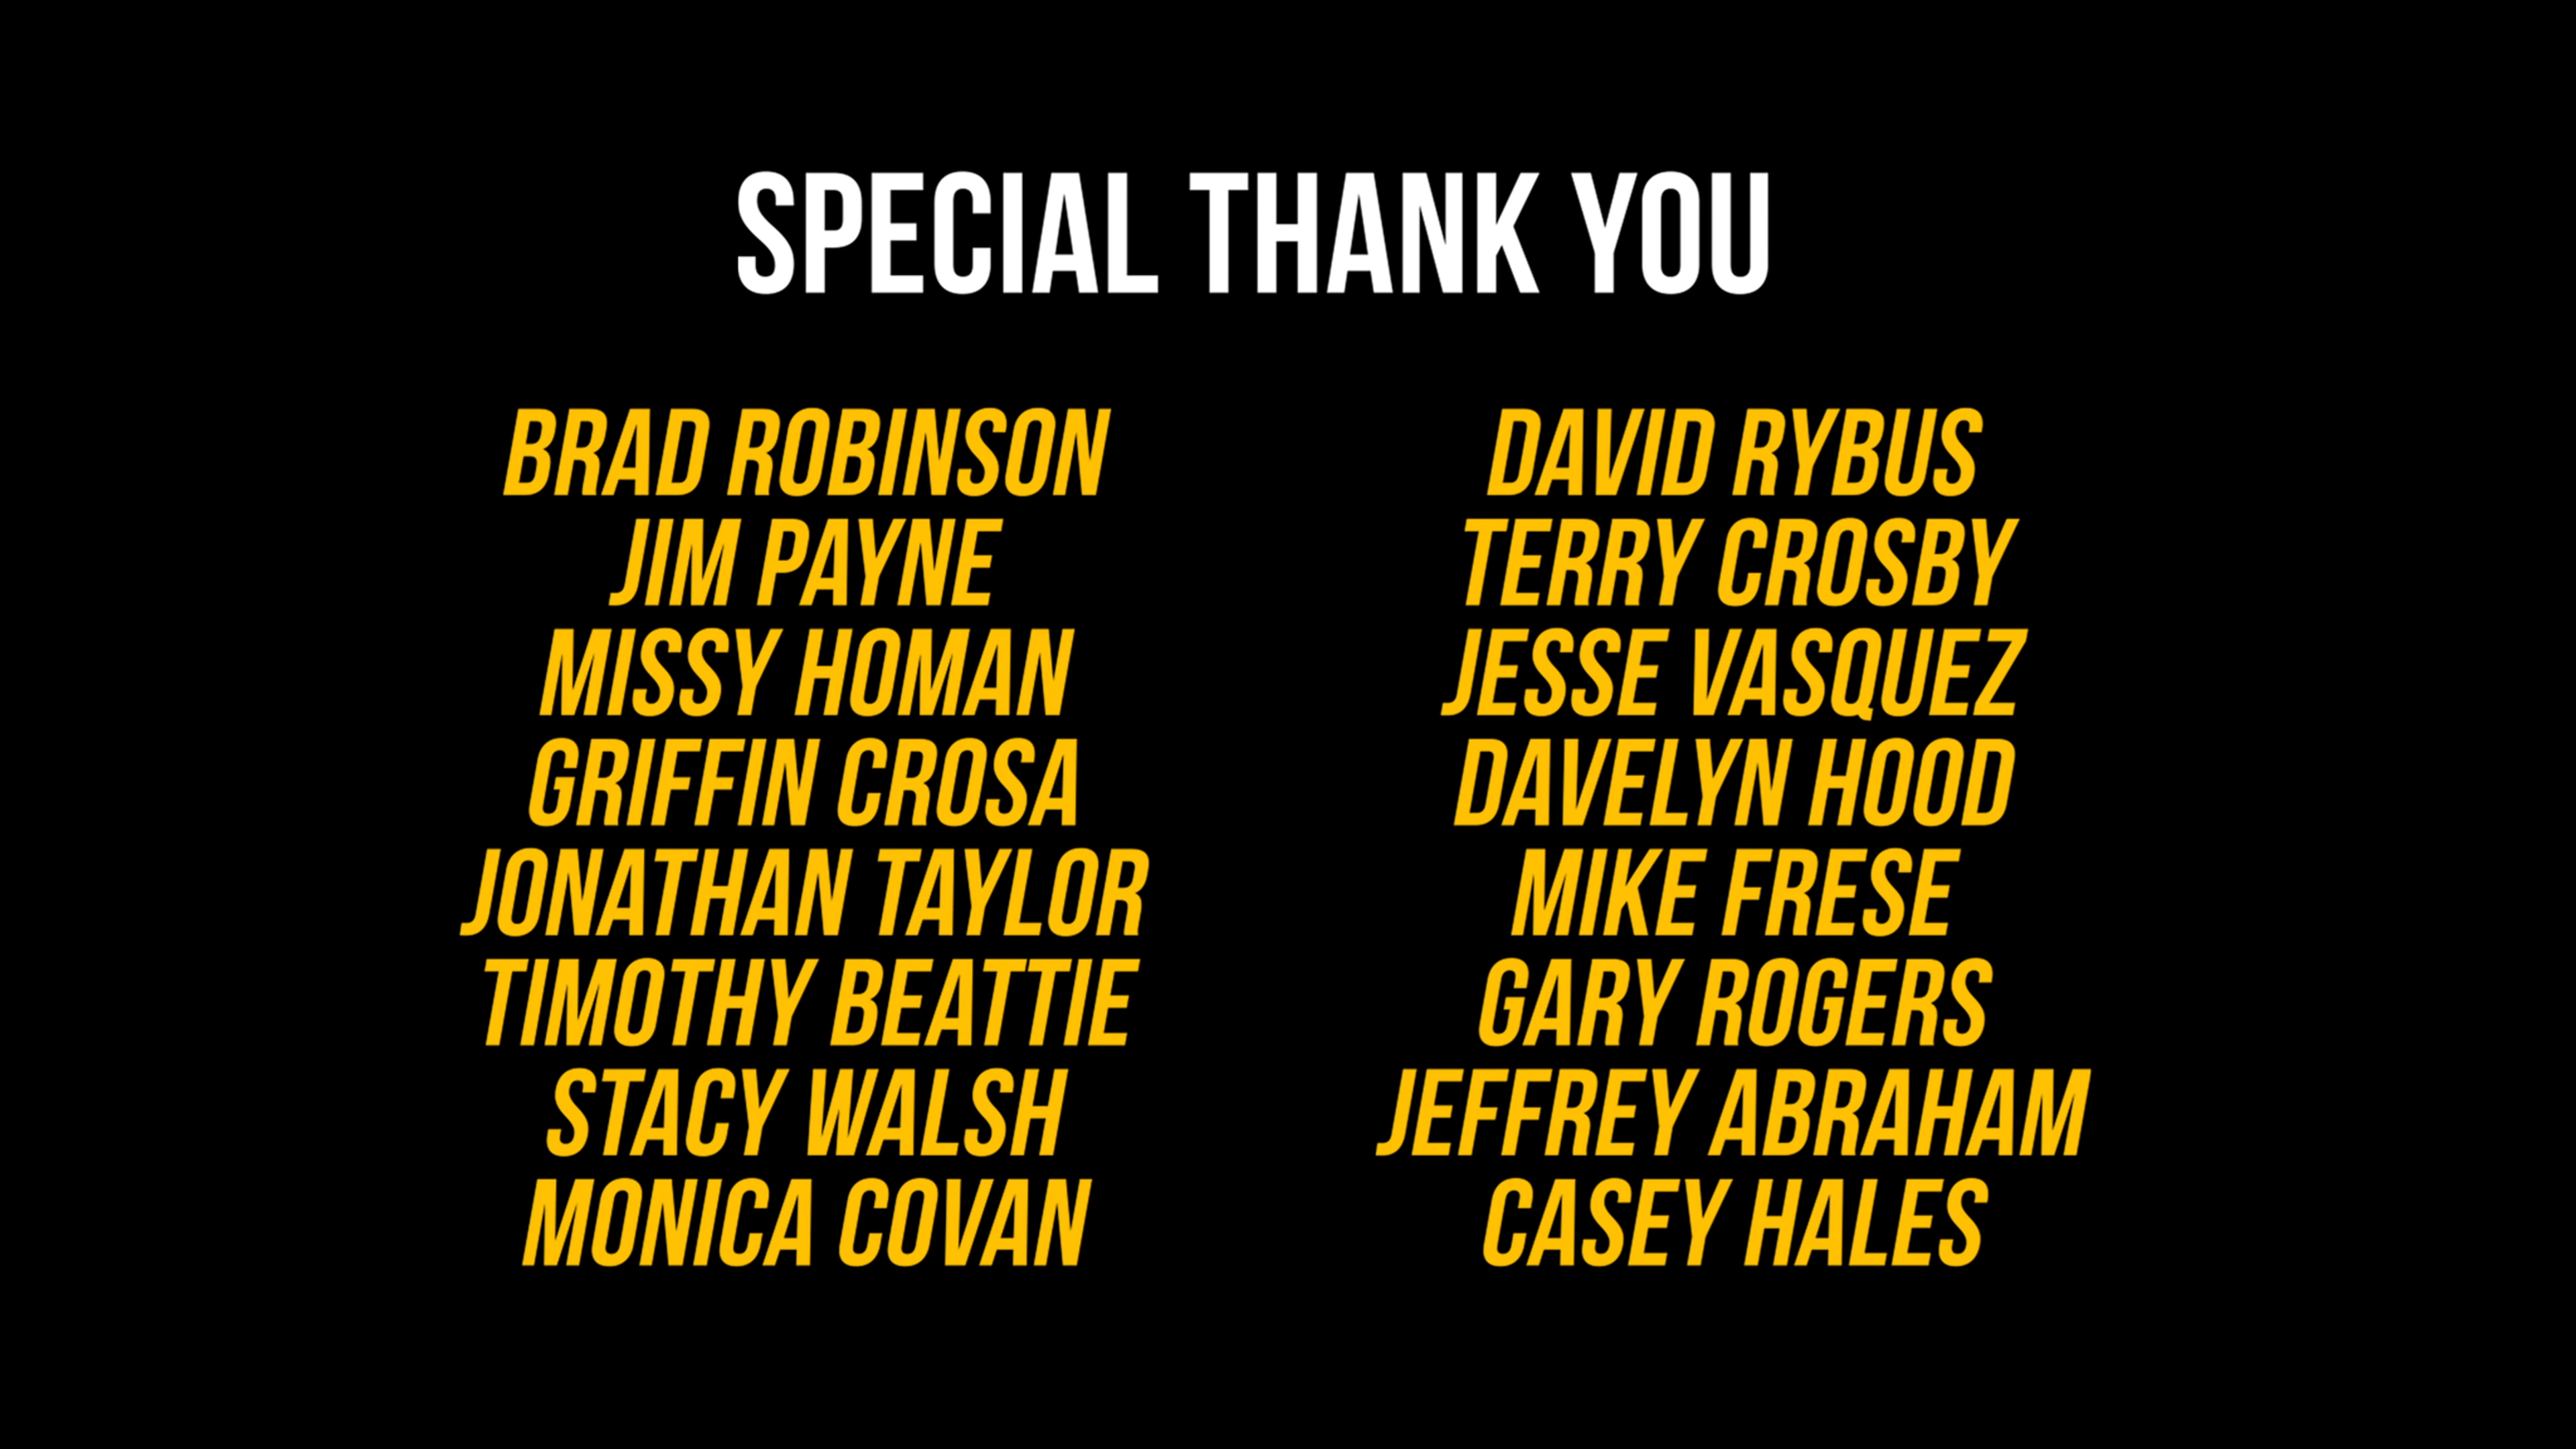 SPECIAL THANK YOU
BRAD ROBINSON
JIM PAYNE
MISSY HOMAN
GRIFFIN CROSA
JONATHAN TAYLOR
TIMOTHY BEATTIE
STACY WALSH
MONICA COVAN
DAVID RYBUS
TERRY CROSBY
JESSE VASQUEZ
DAVELYN HOOD
MIKE FRESE
GARY ROGERS
JEFFREY ABRAHAM
CASEY HALES